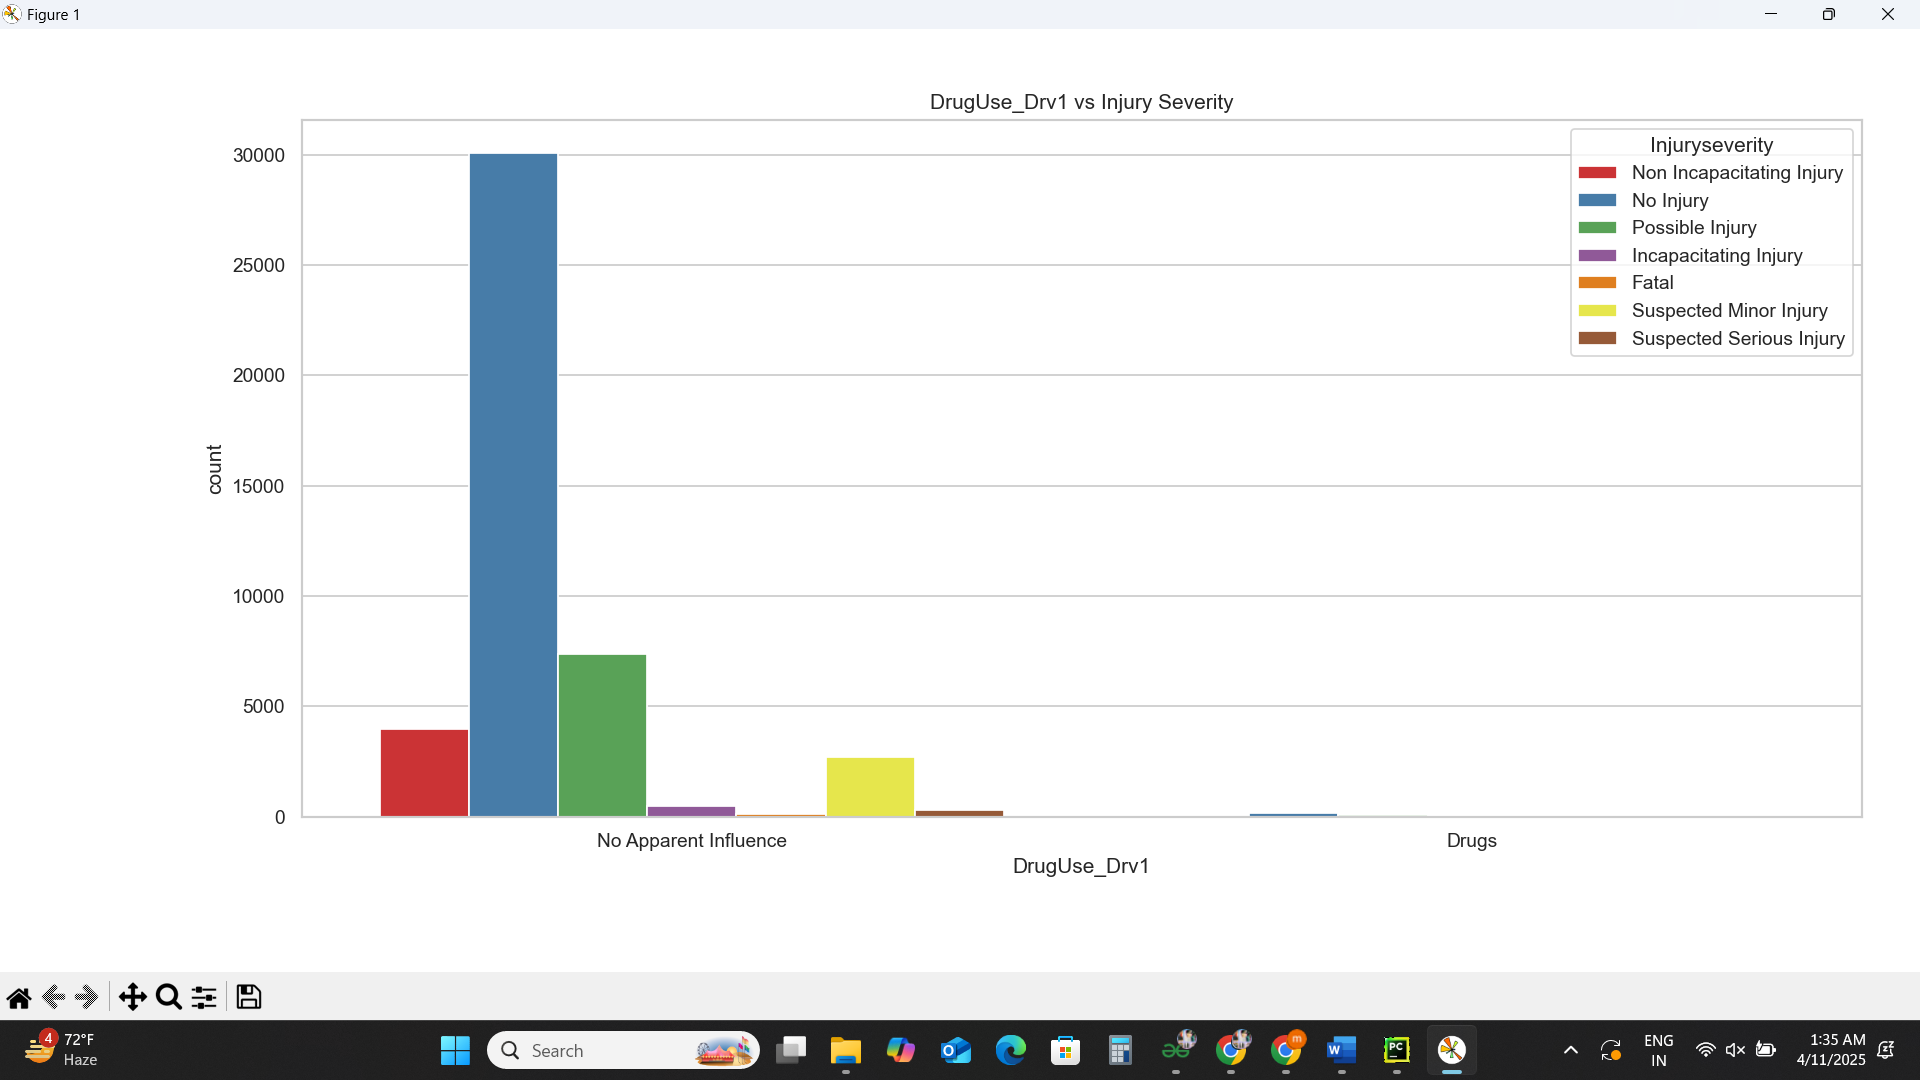 Figure 1
DrugUse_Drv1 vs Injury Severity
Injuryseverity
Non Incapacitating Injury
No Injury
Possible Injury
Incapacitating Injury
Fatal
Suspected Minor Injury
Suspected Serious Injury
30000
25000
20000
15000
10000
5000
0
count
No Apparent Influence
Drugs
DrugUse_Drv1
4
72°F
Haze
Search
m
PC
ENG
IN
1:35 AM
4/11/2025